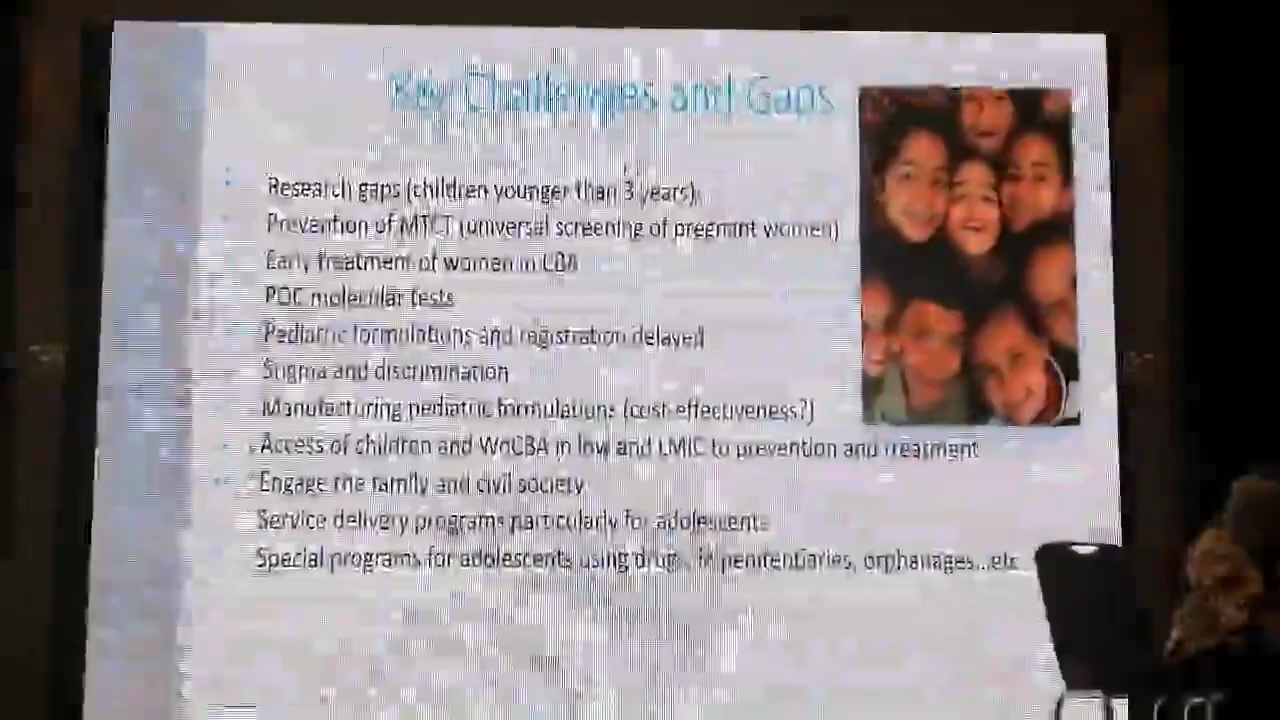 Key Challenges and Gaps
Research gaps (children younger than 3 years),
Prevention of MTCT (universal screening of pregnant women)
Early treatment of women in CBA
POC molecular tests
Pediatric formulations and registration delayed
Stigma and discrimination
Manufacturing pediatric formulations (cost effectiveness?)
Access of children and WoCBA in low and LMIC to prevention and treatment
Engage the family and civil society
Service delivery programs particularly for adolescents
Special programs for adolescents using drugs, in penitentiaries, orphanages...etc